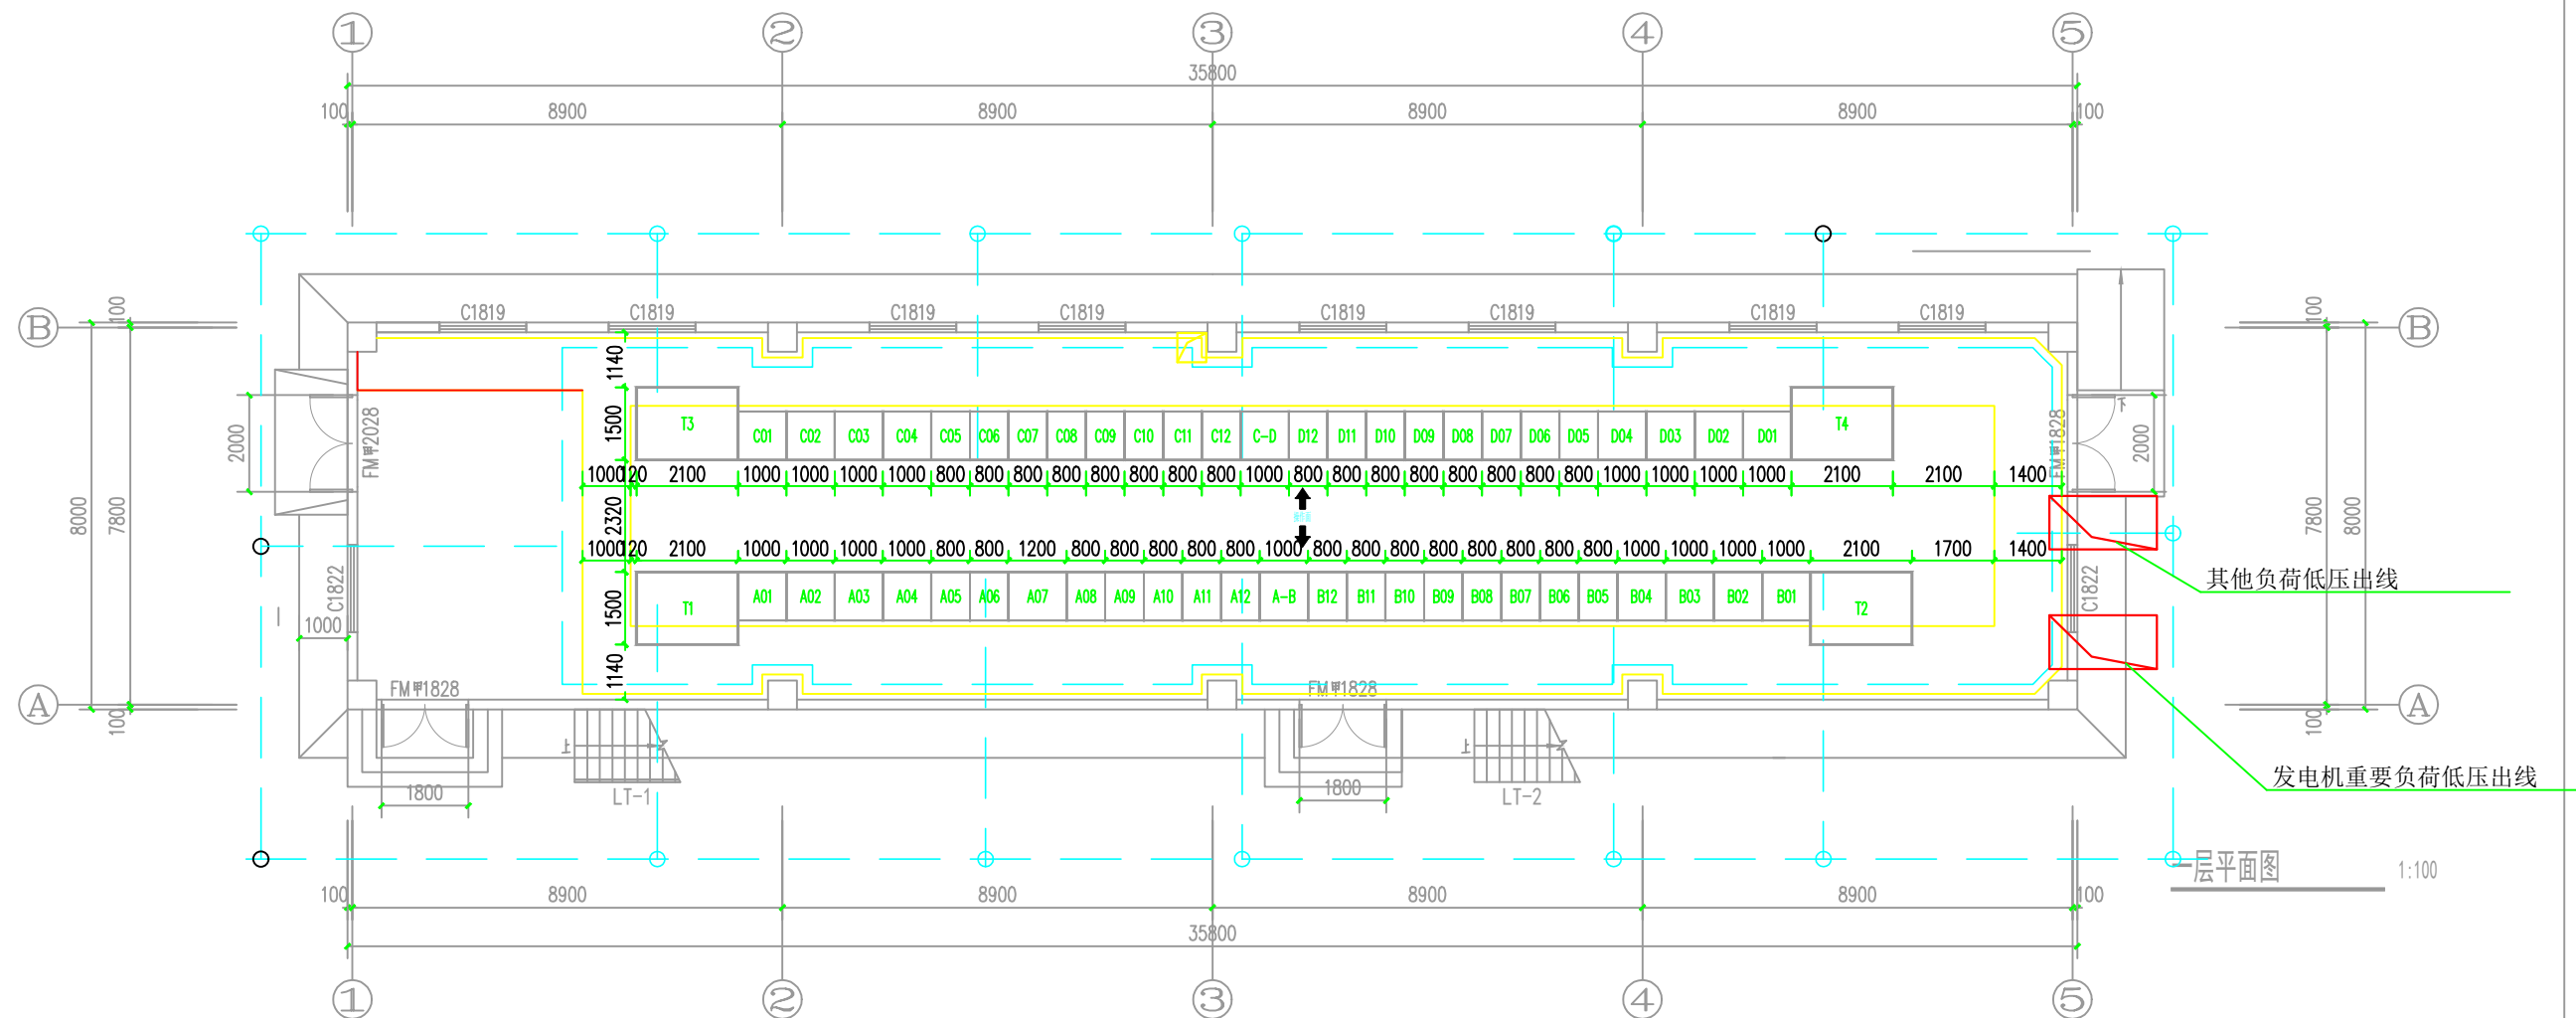 ① ② ③ ④ ⑤
35800
100 8900 8900 8900 8900 100
C1819 C1819 C1819 C1819 C1819 C1819 C1819 C1819
B 100 100 B
1140
2000 FM甲2028 1500 FM甲1828 2000
T3 C01 C02 C03 C04 C05 C06 C07 C08 C09 C10 C11 C12 C-D D12 D11 D10 D09 D08 D07 D06 D05 D04 D03 D02 D01 T4
下
1000 120 2100 1000 1000 1000 1000 800 800 800 800 800 800 800 800 1000 800 800 800 800 800 800 800 800 1000 1000 1000 1000 2100 2100 1400
8000 7800 2320 7800 8000
1000 120 2100 1000 1000 1000 1000 800 800 1200 800 800 800 800 800 1000 800 800 800 800 800 800 800 800 1000 1000 1000 1000 2100 1700 1400
其他负荷低压出线
C1822 1500 C1822
T1 A01 A02 A03 A04 A05 A06 A07 A08 A09 A10 A11 A12 A-B B12 B11 B10 B09 B08 B07 B06 B05 B04 B03 B02 B01 T2
1000
1140
FM甲1828 FM甲1828
A 100 100 A
上 上
发电机重要负荷低压出线
1800 LT-1 1800 LT-2
一层平面图 1:100
100 8900 8900 8900 8900 100
35800
① ② ③ ④ ⑤